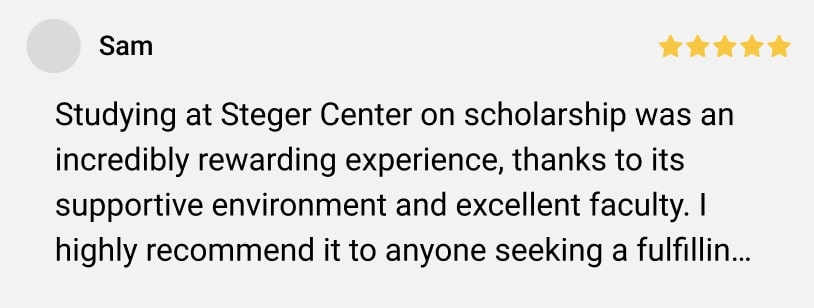 Sam
Studying at Steger Center on scholarship was an
incredibly rewarding experience, thanks to its
supportive environment and excellent faculty. I
highly recommend it to anyone seeking a fulfillin...